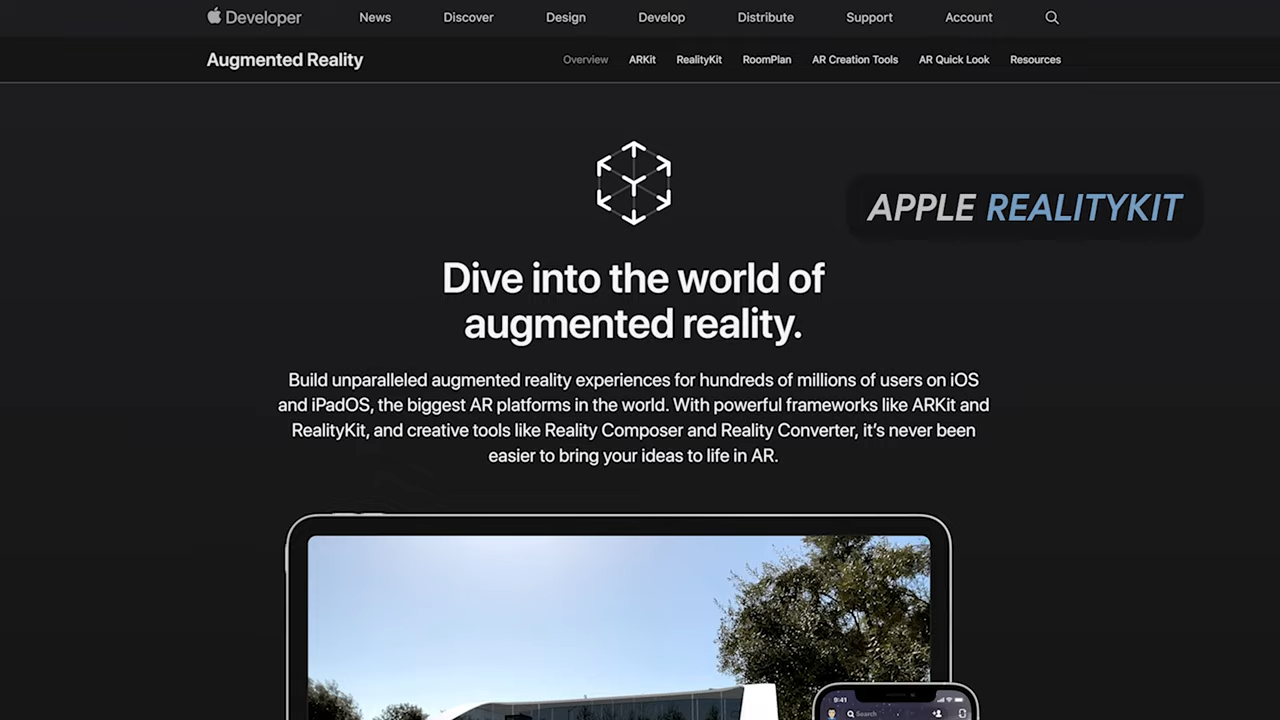 Developer
News
Discover
Design
Develop
Distribute
Support
Account
Augmented Reality
Overview
ARKit
RealityKit
RoomPlan
AR Creation Tools
AR Quick Look
Resources
APPLE REALITYKIT
Dive into the world of
augmented reality.
Build unparalleled augmented reality experiences for hundreds of millions of users on iOS
and iPadOS, the biggest AR platforms in the world. With powerful frameworks like ARKit and
RealityKit, and creative tools like Reality Composer and Reality Converter, it’s never been
easier to bring your ideas to life in AR.
9:41
Search